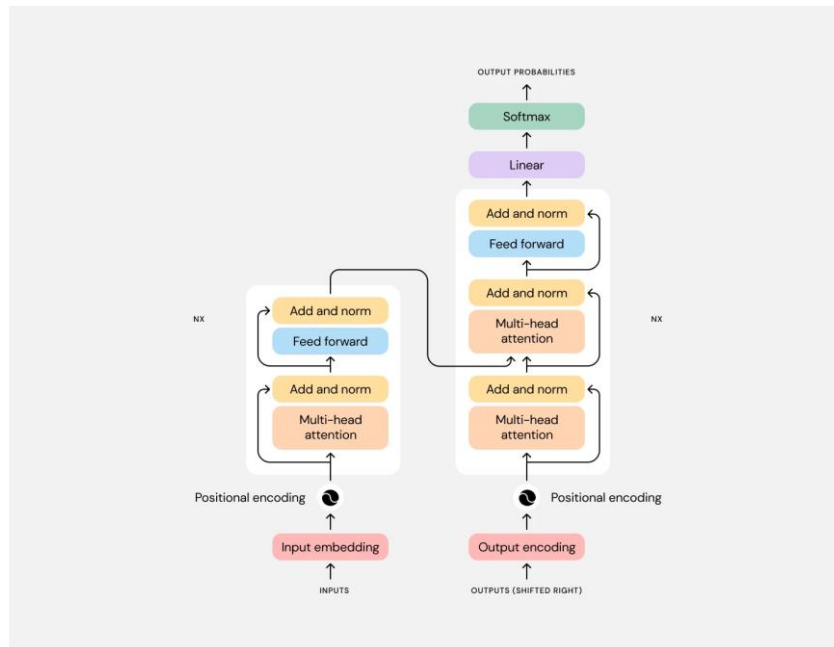 OUTPUT PROBABILITIES
Softmax
Linear
Add and norm
Feed forward
Add and norm
Multi-head
attention
Add and norm
Multi-head
attention
NX
Add and norm
Feed forward
Add and norm
Multi-head
attention
NX
Positional encoding
Positional encoding
Input embedding
Output encoding
INPUTS
OUTPUTS (SHIFTED RIGHT)